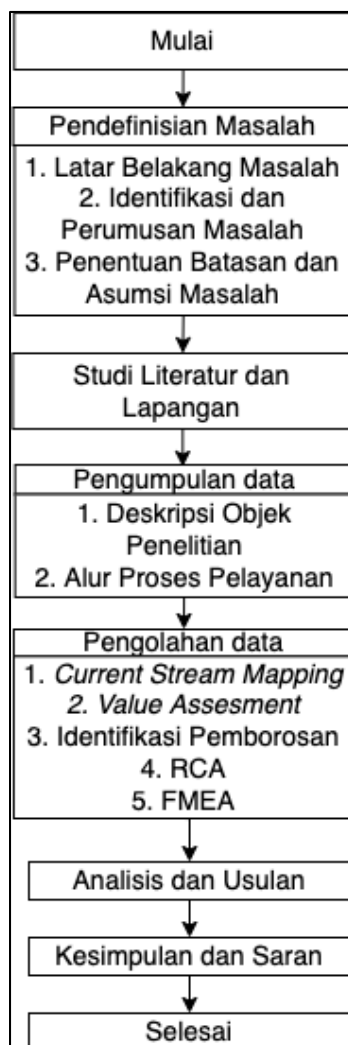 Mulai
Pendefinisian Masalah
1. Latar Belakang Masalah
2. Identifikasi dan
Perumusan Masalah
3. Penentuan Batasan dan
Asumsi Masalah
Studi Literatur dan
Lapangan
Pengumpulan data
1. Deskripsi Objek
Penelitian
2. Alur Proses Pelayanan
Pengolahan data
1. Current Stream Mapping
2. Value Assesment
3. Identifikasi Pemborosan
4. RCA
5. FMEA
Analisis dan Usulan
Kesimpulan dan Saran
Selesai